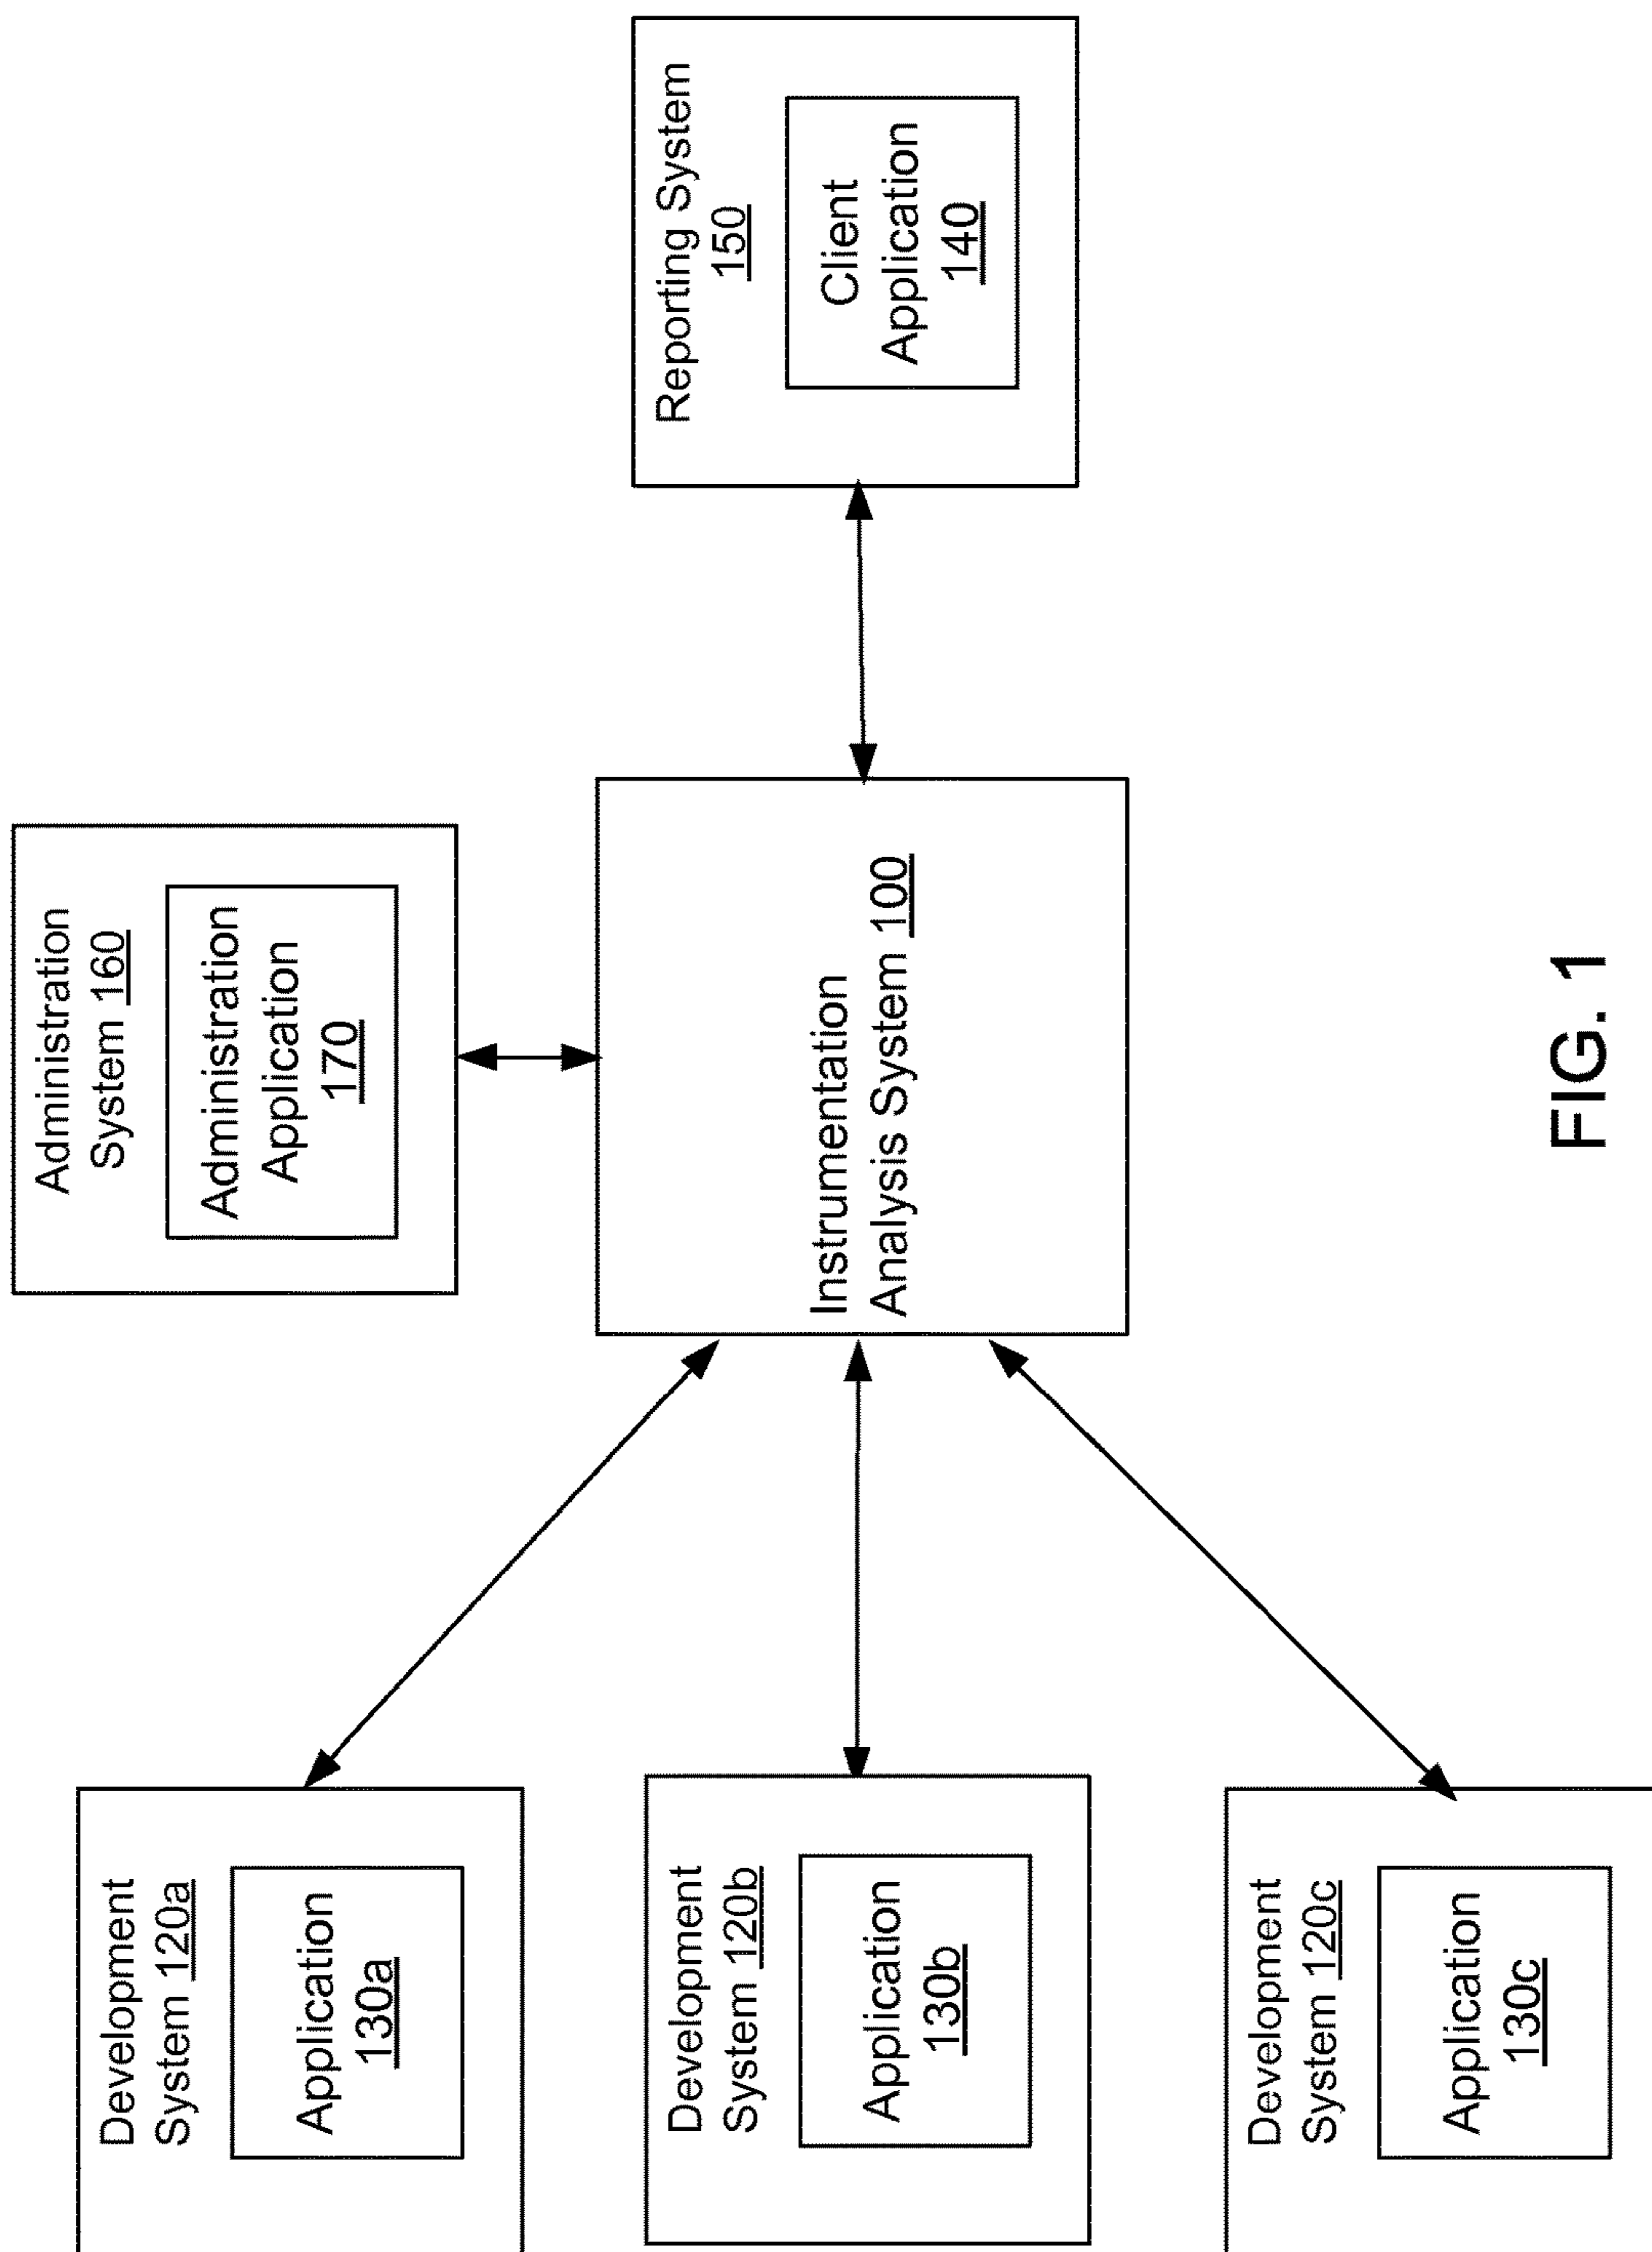 Administration
System 160
Administration
Application
170
Development
System 120a
Application
130a
Development
System 120b
Application
130b
Development
System 120c
Application
130c
Instrumentation
Analysis System 100
Reporting System
150
Client
Application
140
FIG. 1